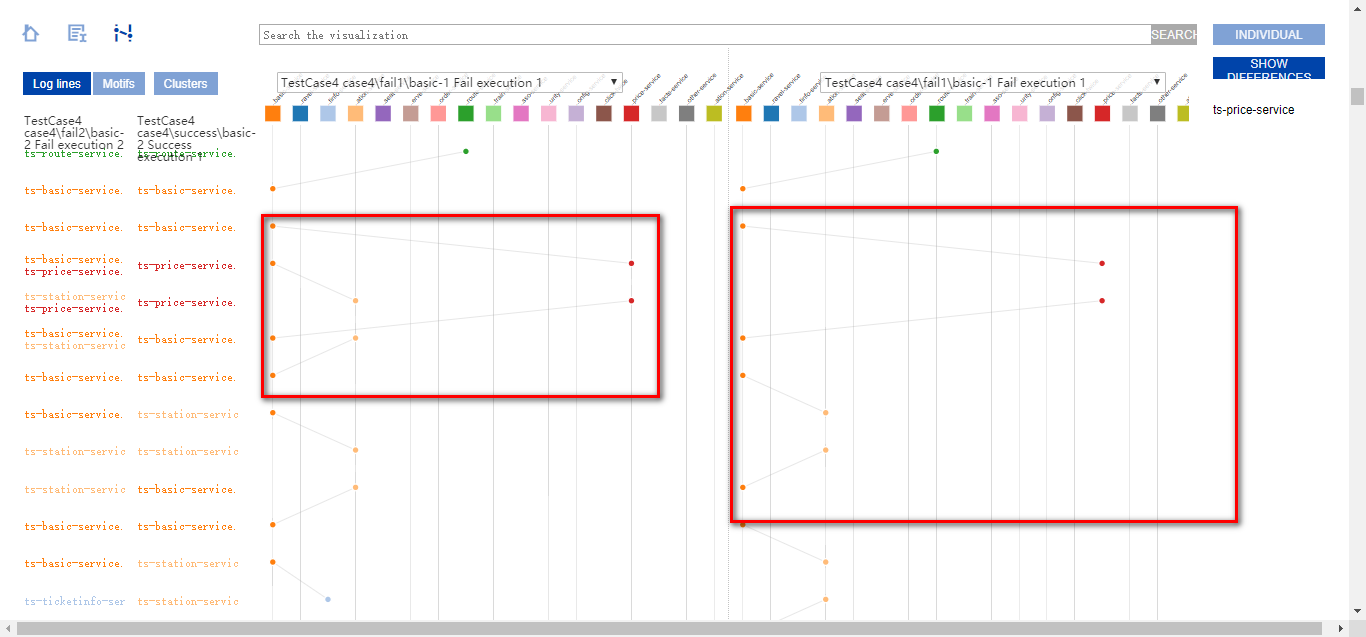 Search the visualization
SEARCH
INDIVIDUAL
Log lines
Motifs
Clusters
TestCase4 case4\fail1\basic-1 Fail execution 1
TestCase4 case4\fail1\basic-1 Fail execution 1
SHOW
DIFFERENCES
ts-price-service
TestCase4
case4\fail2\basic-
2 Fail execution 2
TestCase4
case4\success\basic-
2 Success
execution 1
ts-route-service.
ts-route-service.
ts-basic-service.
ts-basic-service.
ts-basic-service.
ts-basic-service.
ts-basic-service.
ts-price-service.
ts-price-service.
ts-station-servic
ts-price-service.
ts-price-service.
ts-basic-service.
ts-station-servic
ts-basic-service.
ts-basic-service.
ts-basic-service.
ts-basic-service.
ts-station-servic
ts-station-servic
ts-station-servic
ts-station-servic
ts-basic-service.
ts-basic-service.
ts-basic-service.
ts-basic-service.
ts-station-servic
ts-ticketinfo-ser
ts-station-servic